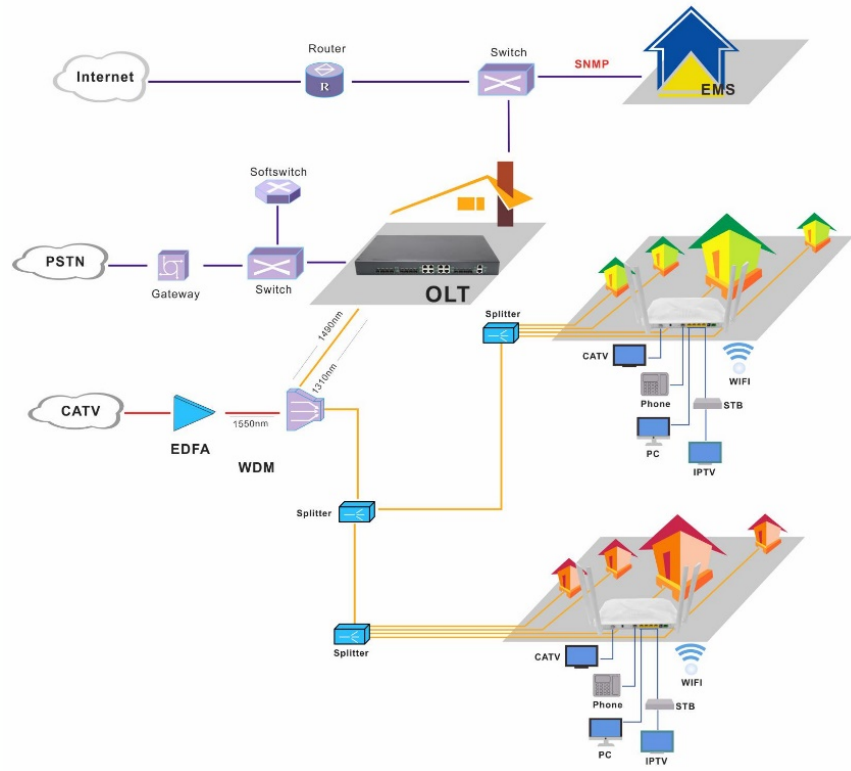 Router
Switch
Internet
SNMP
R
EMS
Softswitch
PSTN
Gateway
Switch
OLT
1490nm
1310nm
Splitter
CATV
WIFI
Phone
STB
PC
IPTV
CATV
1550nm
EDFA
WDM
Splitter
Splitter
CATV
WIFI
Phone
STB
PC
IPTV